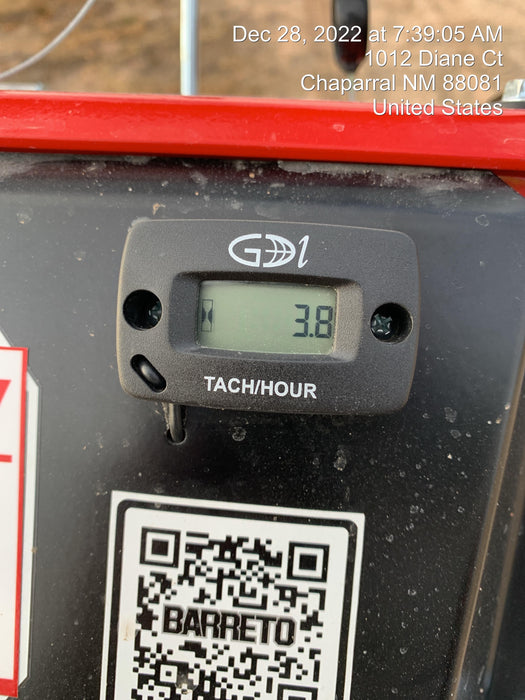 Dec 28, 2022 at 7:39:05 AM
1012 Diane Ct
Chaparral NM 88081
United States
GDI
3.8
TACH/HOUR
BARRETO